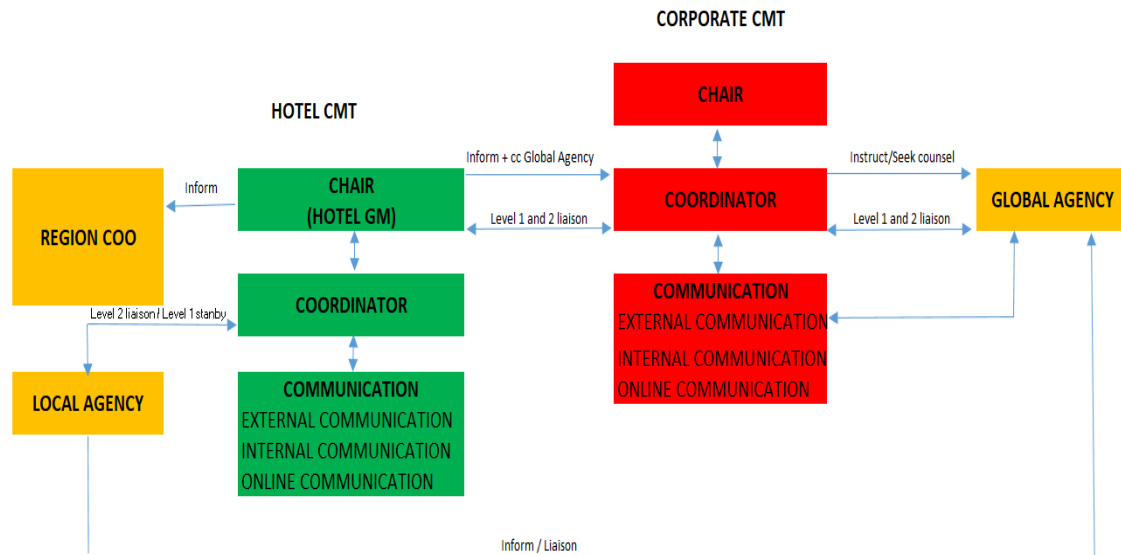 CORPORATE CMT
CHAIR
HOTEL CMT
Inform + cc Global Agency
Instruct/Seek counsel
Inform
CHAIR
(HOTEL GM)
COORDINATOR
GLOBAL AGENCY
REGION COO
Level 1 and 2 liaison
Level 1 and 2 liaison
COORDINATOR
COMMUNICATION
EXTERNAL COMMUNICATION
INTERNAL COMMUNICATION
ONLINE COMMUNICATION
Level 2 liaison/ Level 1 stanby
LOCAL AGENCY
COMMUNICATION
EXTERNAL COMMUNICATION
INTERNAL COMMUNICATION
ONLINE COMMUNICATION
Inform / Liaison